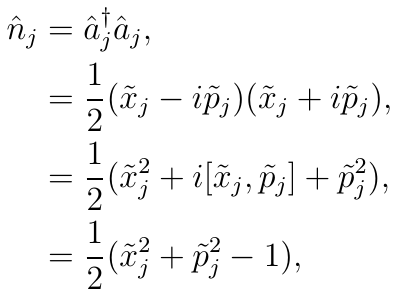 $\hat{n}_j = \hat{a}_j^\dagger \hat{a}_j,$
$= \frac{1}{2}(\tilde{x}_j - i\tilde{p}_j)(\tilde{x}_j + i\tilde{p}_j),$
$= \frac{1}{2}(\tilde{x}_j^2 + i[\tilde{x}_j, \tilde{p}_j] + \tilde{p}_j^2),$
$= \frac{1}{2}(\tilde{x}_j^2 + \tilde{p}_j^2 - 1),$